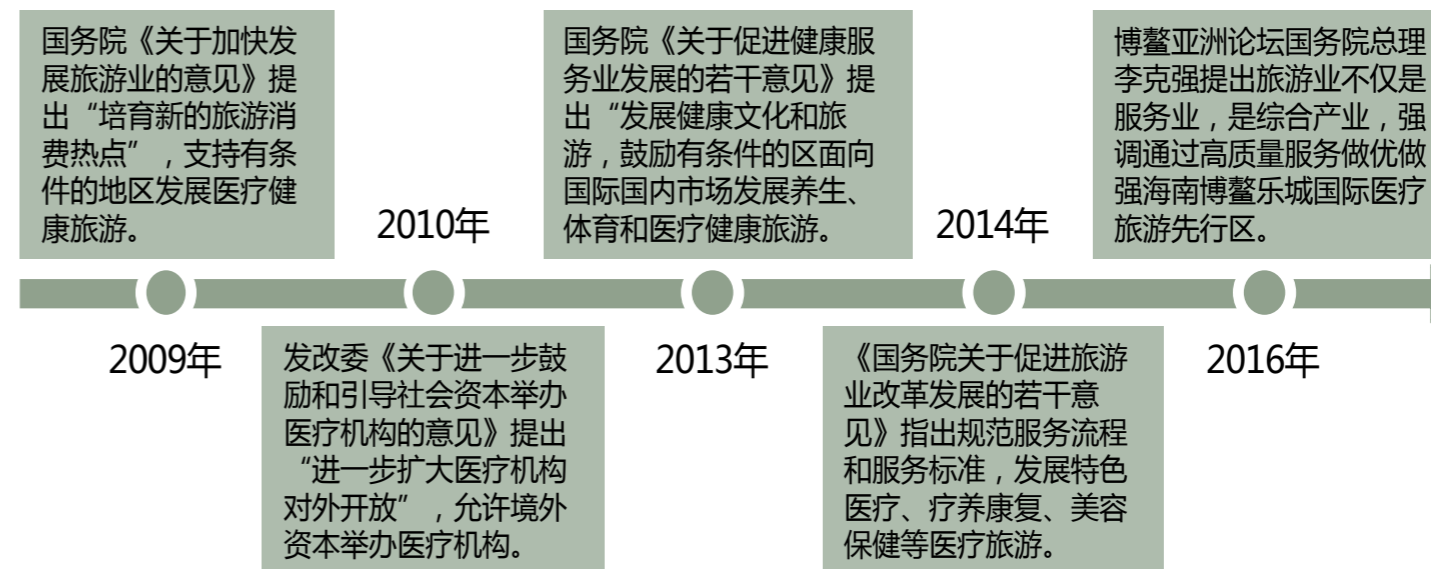 国务院《关于加快发
展旅游业的意见》提
出“培育新的旅游消
费热点”，支持有条
件的地区发展医疗健
康旅游。
2009年
2010年
发改委《关于进一步鼓
励和引导社会资本举办
医疗机构的意见》提出
“进一步扩大医疗机构
对外开放”，允许境外
资本举办医疗机构。
国务院《关于促进健康服
务业发展的若干意见》提
出“发展健康文化和旅
游，鼓励有条件的区面向
国际国内市场发展养生、
体育和医疗健康旅游。
2013年
2014年
《国务院关于促进旅游
业改革发展的若干意
见》指出规范服务流程
和服务标准，发展特色
医疗、疗养康复、美容
保健等医疗旅游。
博鳌亚洲论坛国务院总理
李克强提出旅游业不仅是
服务业，是综合产业，强
调通过高质量服务做优做
强海南博鳌乐城国际医疗
旅游先行区。
2016年